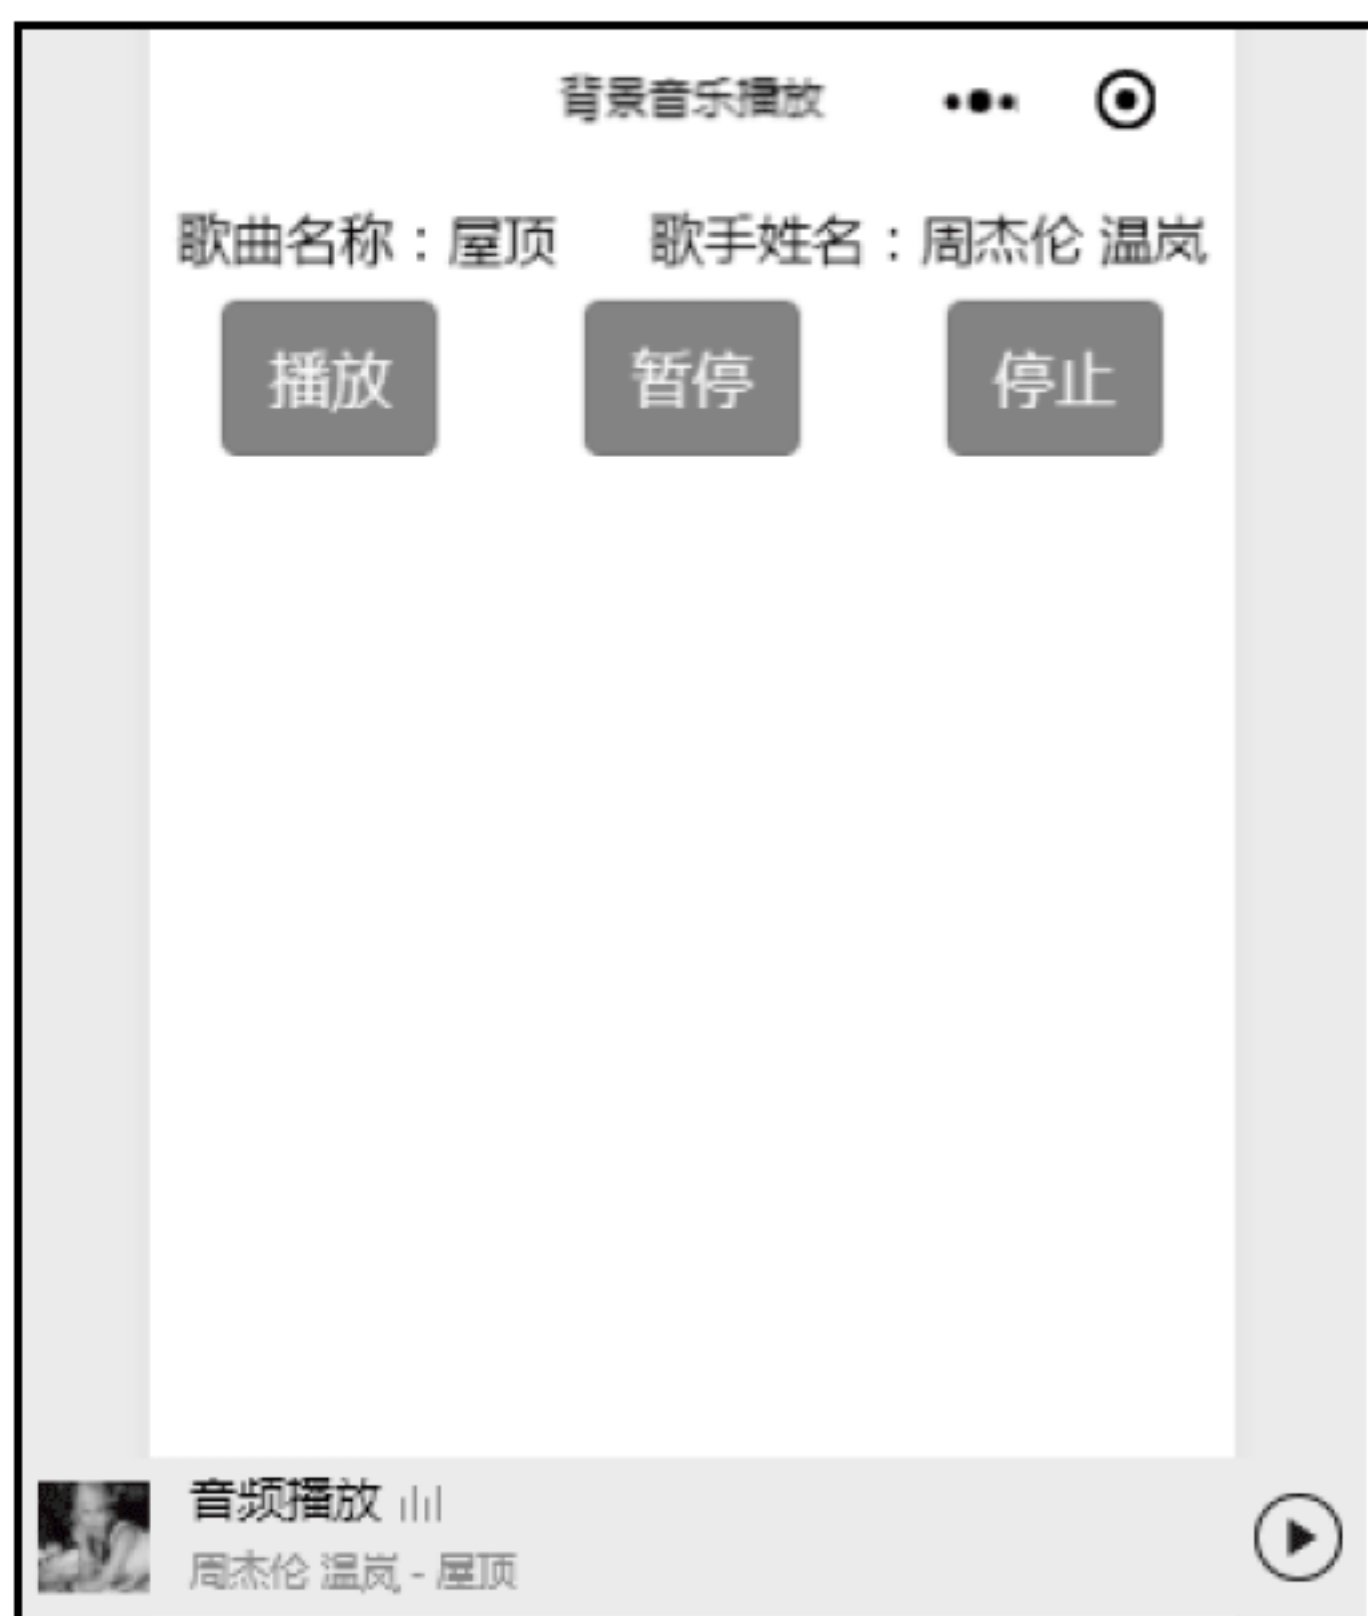 背景音乐播放
歌曲名称：屋顶 歌手姓名：周杰伦 温岚
播放 暂停 停止
音频播放
周杰伦 温岚 - 屋顶